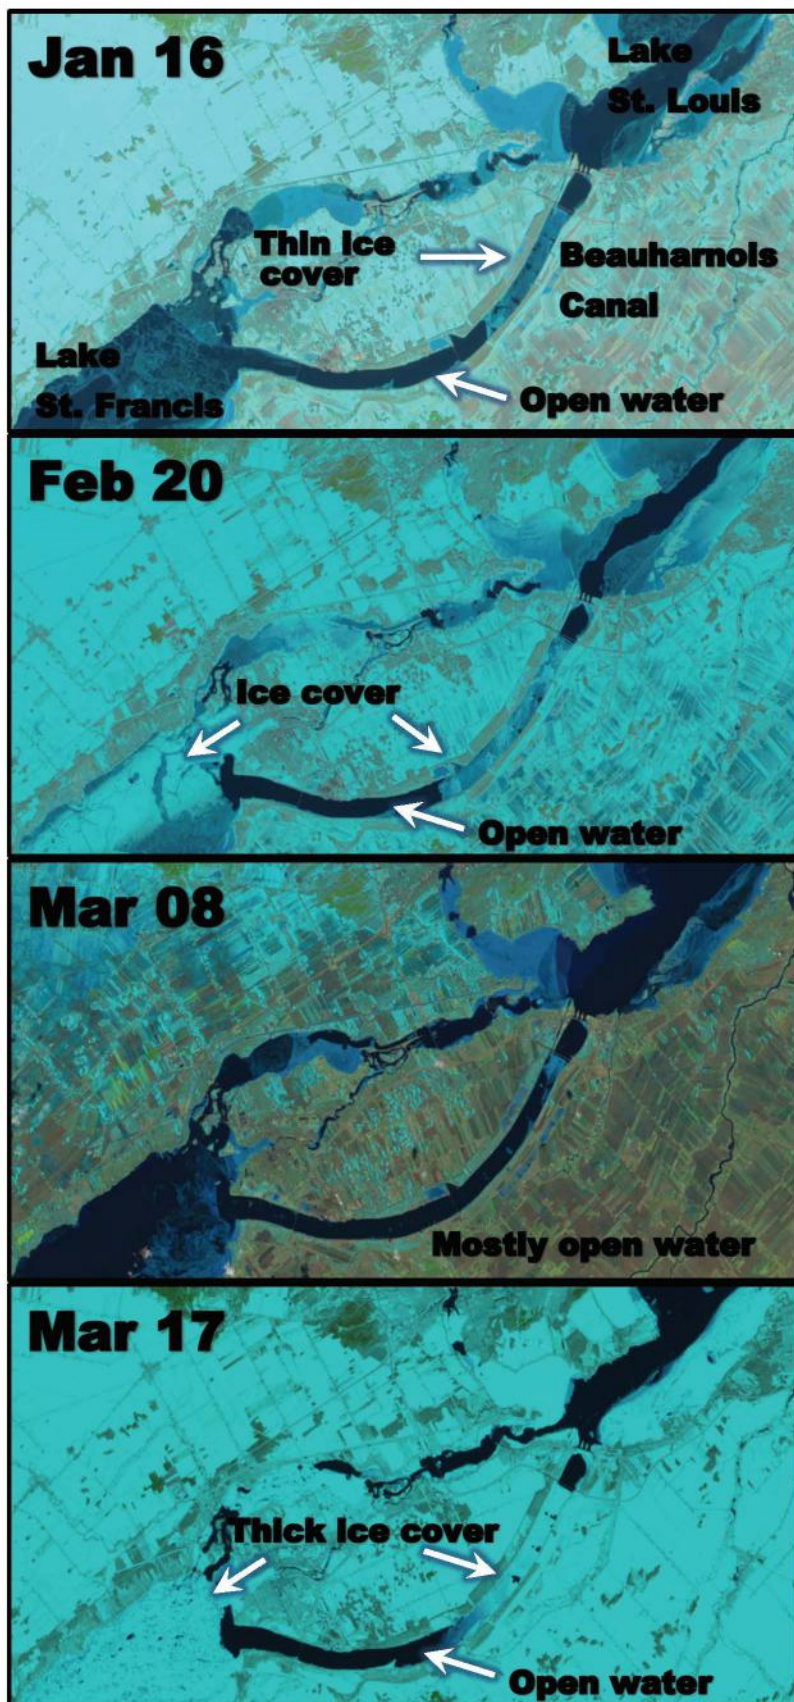 Jan 16
Lake
St. Louis
Thin ice
cover
Beauharnois
Canal
Lake
St. Francis
Open water
Feb 20
Ice cover
Open water
Mar 08
Mostly open water
Mar 17
Thick ice cover
Open water